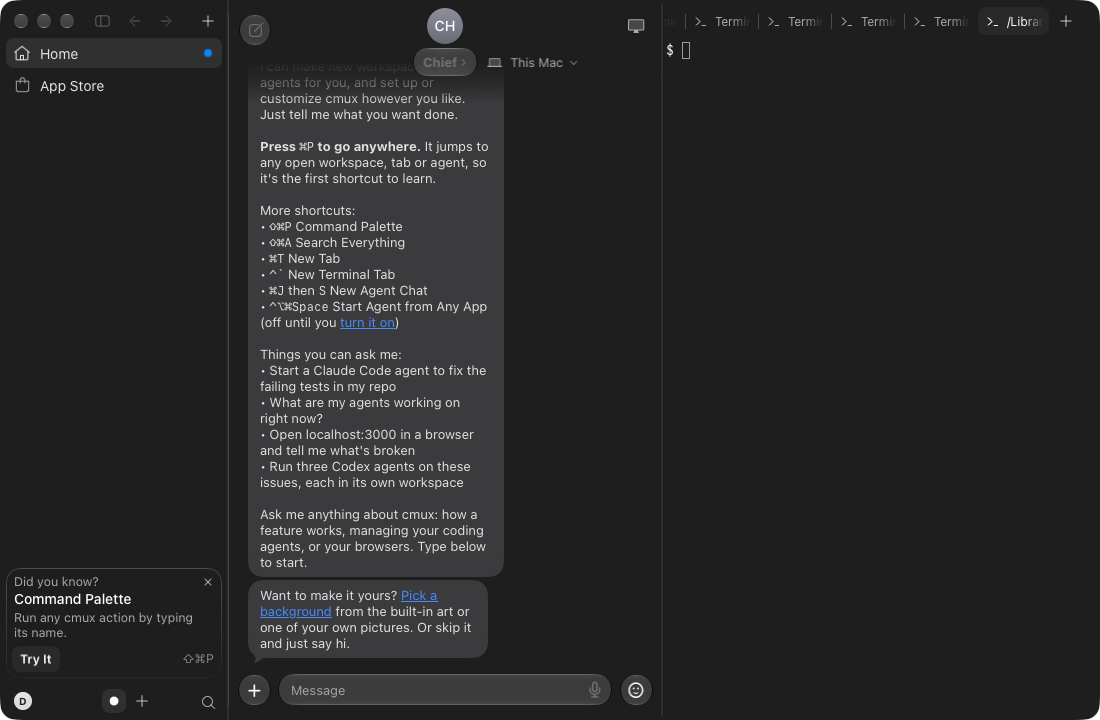 Home
App Store
Did you know?
Command Palette
Run any cmux action by typing
its name.
Try It
⇧⌘P
D
CH
Chief
This Mac
I can make new workspac
agents for you, and set up or
customize cmux however you like.
Just tell me what you want done.
Press ⌘P to go anywhere. It jumps to
any open workspace, tab or agent, so
it's the first shortcut to learn.
More shortcuts:
• ⇧⌘P Command Palette
• ⇧⌘A Search Everything
• ⌘T New Tab
• ^` New Terminal Tab
• ⌘J then S New Agent Chat
• ^⌥⌘Space Start Agent from Any App
(off until you turn it on)
Things you can ask me:
• Start a Claude Code agent to fix the
failing tests in my repo
• What are my agents working on
right now?
• Open localhost:3000 in a browser
and tell me what's broken
• Run three Codex agents on these
issues, each in its own workspace
Ask me anything about cmux: how a
feature works, managing your coding
agents, or your browsers. Type below
to start.
Want to make it yours? Pick a
background from the built-in art or
one of your own pictures. Or skip it
and just say hi.
Message
Termin
Termin
Termin
Termi
/Librar
$